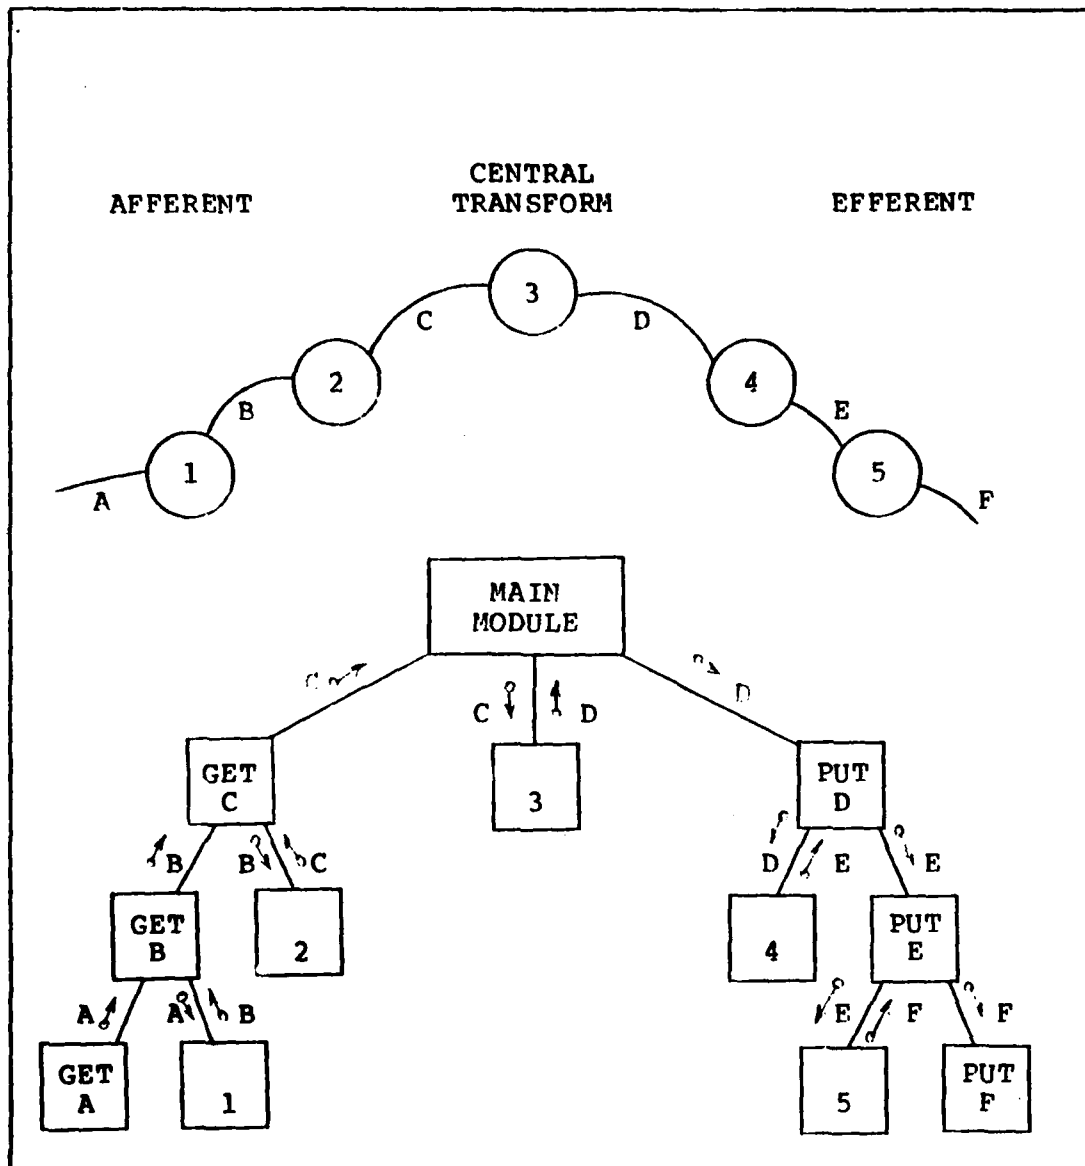 CENTRAL
AFFERENT TRANSFORM EFFERENT
3
C D
2 4
B E
1 5
A F
MAIN
MODULE
C D
C D
GET 3 PUT
C D
B B C D E E
GET PUT
B 2 4 E
A A B E F F
GET PUT
A 1 5 F